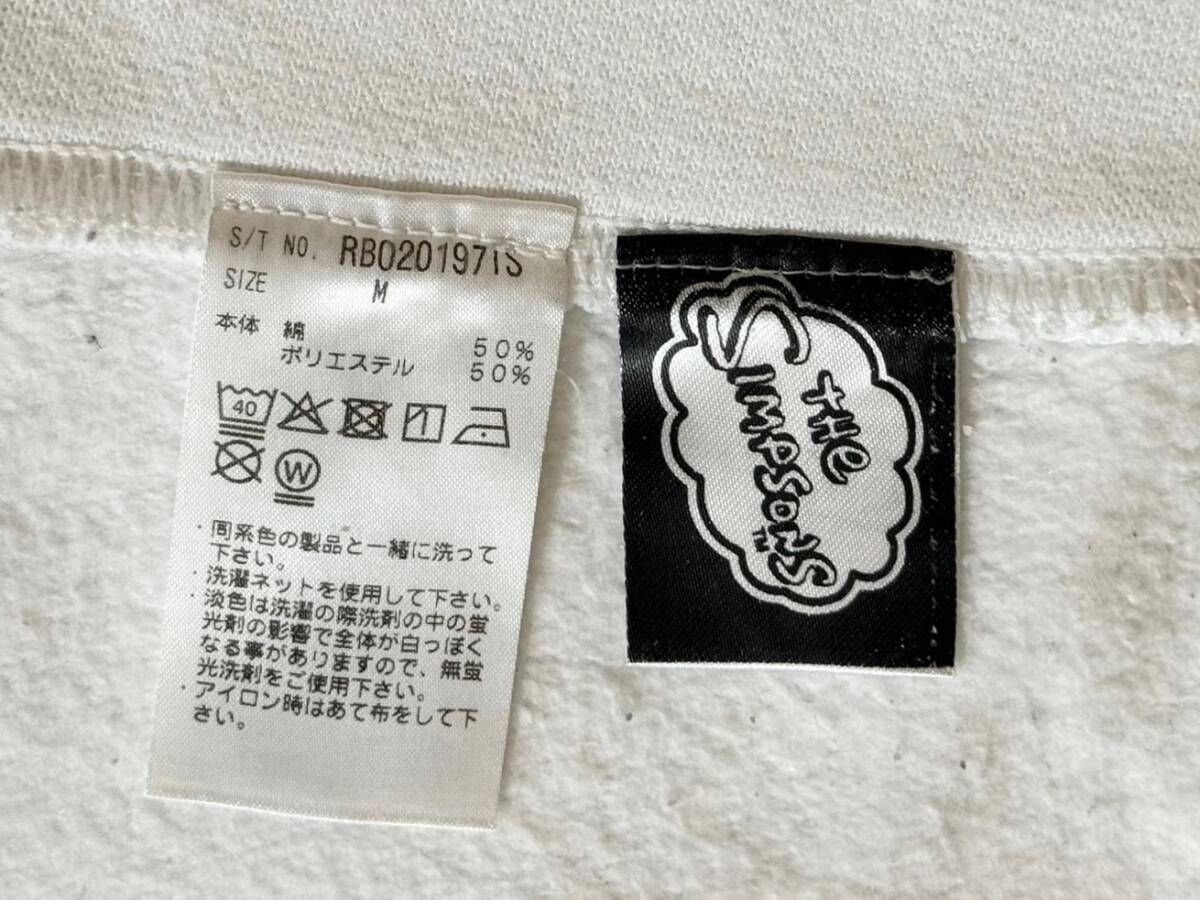 S/T NO. RB0201971S
SIZE M
本体 綿 50%
ポリエステル 50%
40
W
・同系色の製品と一緒に洗って
下さい。
・洗濯ネットを使用して下さい。
・淡色は洗濯の際洗剤の中の蛍
光剤の影響で全体が白っぽく
なる事がありますので、無蛍
光洗剤をご使用下さい。
・アイロン時はあて布をして下
さい。
THE
SIMPSONS
TM